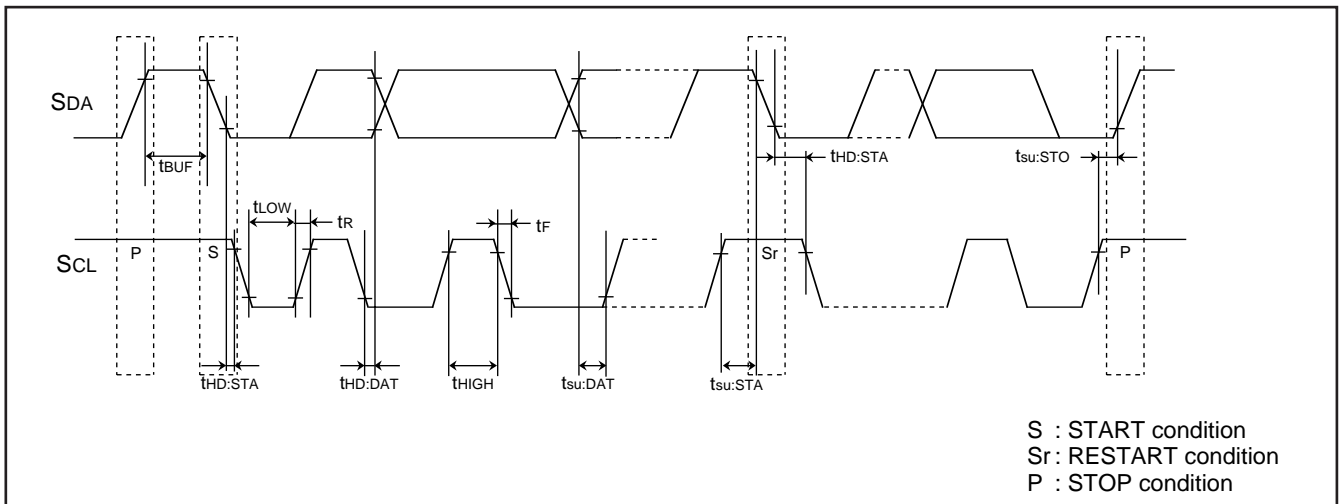 SDA
tBUF
tHD:STA
tsu:STO
tLOW
tR
tF
SCL
P
S
Sr
P
tHD:STA
tHD:DAT
tHIGH
tsu:DAT
tsu:STA
S : START condition
Sr : RESTART condition
P : STOP condition